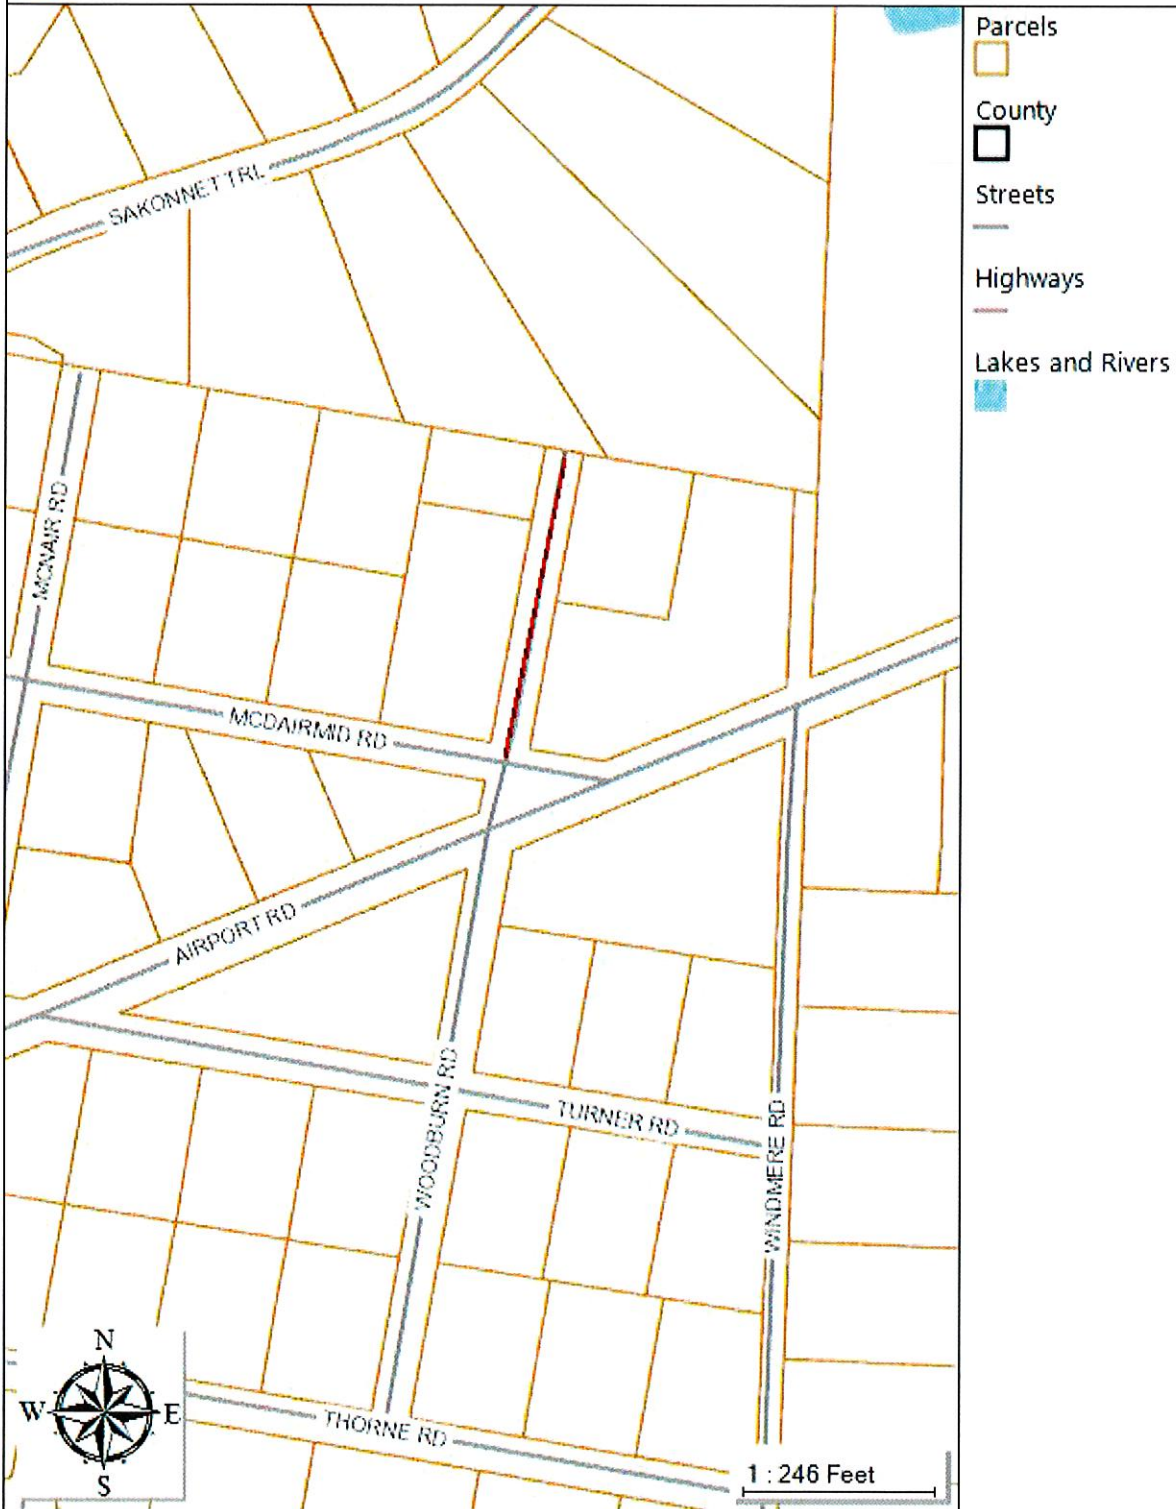 Parcels
County
Streets
Highways
Lakes and Rivers
SAKONNET TRL
MCNAIR RD
MCDAIRMID RD
AIRPORT RD
WOODBURN RD
TURNER RD
WINDMERE RD
THORNE RD
N
W
E
S
1 : 246 Feet